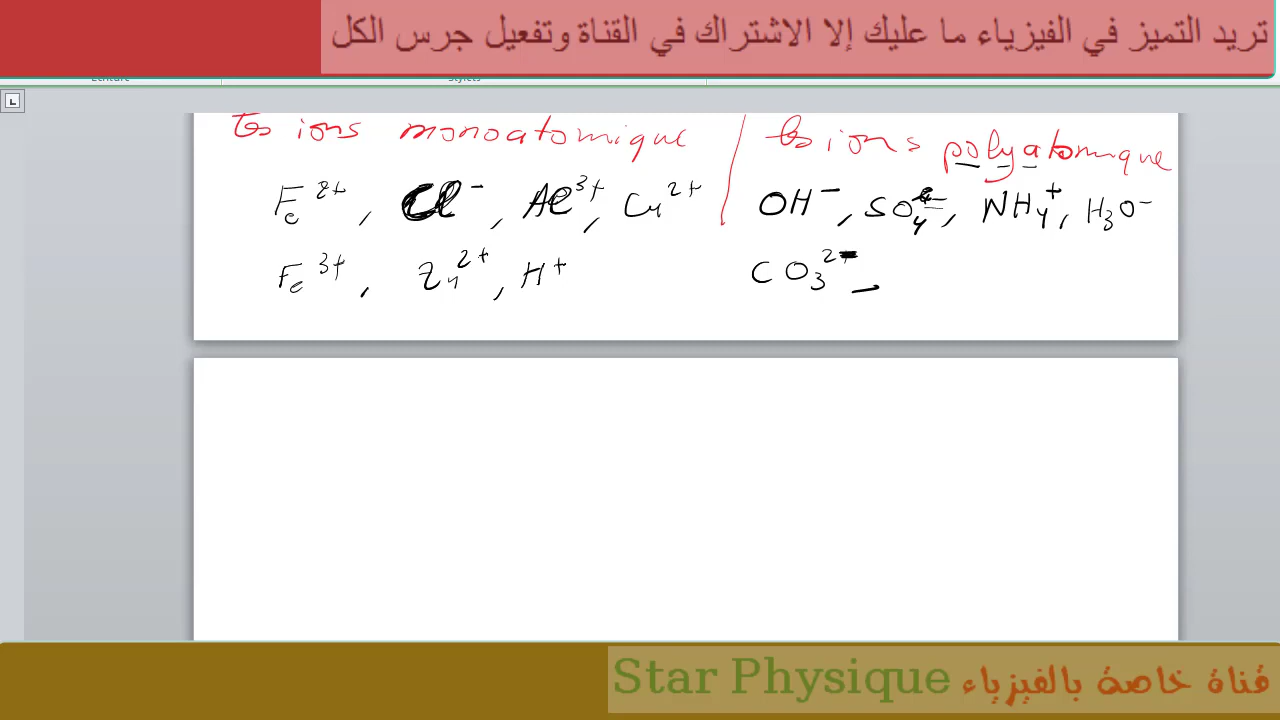 تريد التميز في الفيزياء ما عليك إلا الاشتراك في القناة وتفعيل جرس الكل
les ions monoatomique / les ions polyatomique
Fe²⁺, Cl⁻, Al³⁺, Cu²⁺ OH⁻, SO₄²⁻, NH₄⁺, H₃O⁻
Fe³⁺, Zn²⁺, H⁺ CO₃²⁻,
Star Physique قناة خاصة بالفيزياء